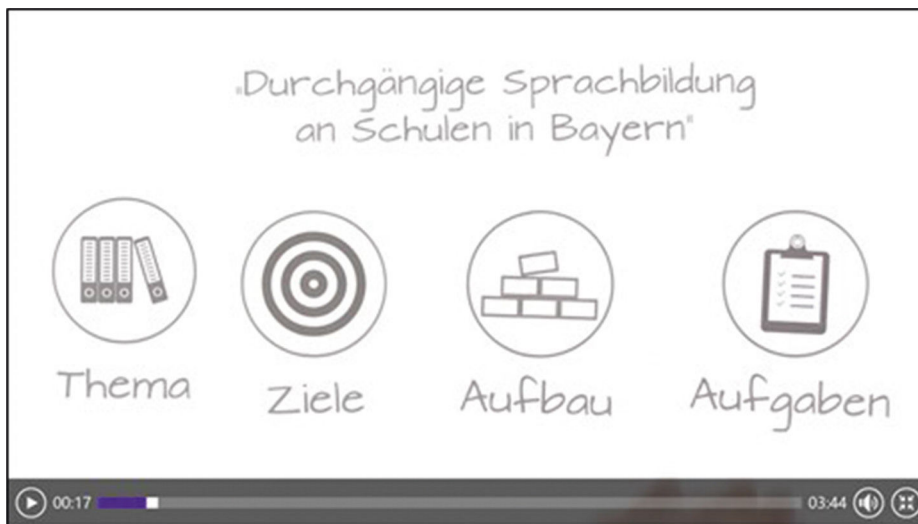 „Durchgängige Sprachbildung
an Schulen in Bayern"
Thema
Ziele
Aufbau
Aufgaben
00:17
03:44